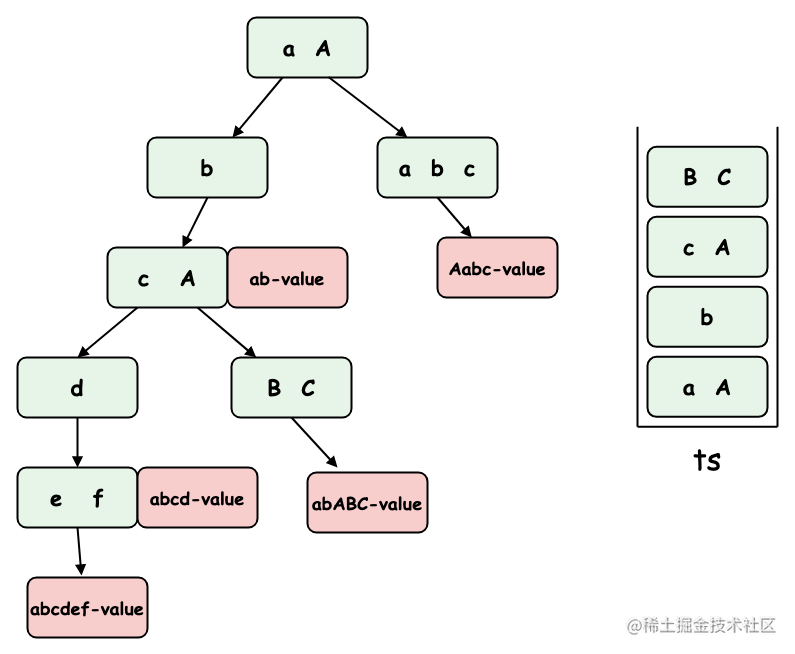 a A
b
a b c
c A
ab-value
Aabc-value
d
B C
e f
abcd-value
abABC-value
abcdef-value
B C
c A
b
a A
ts
@稀土掘金技术社区